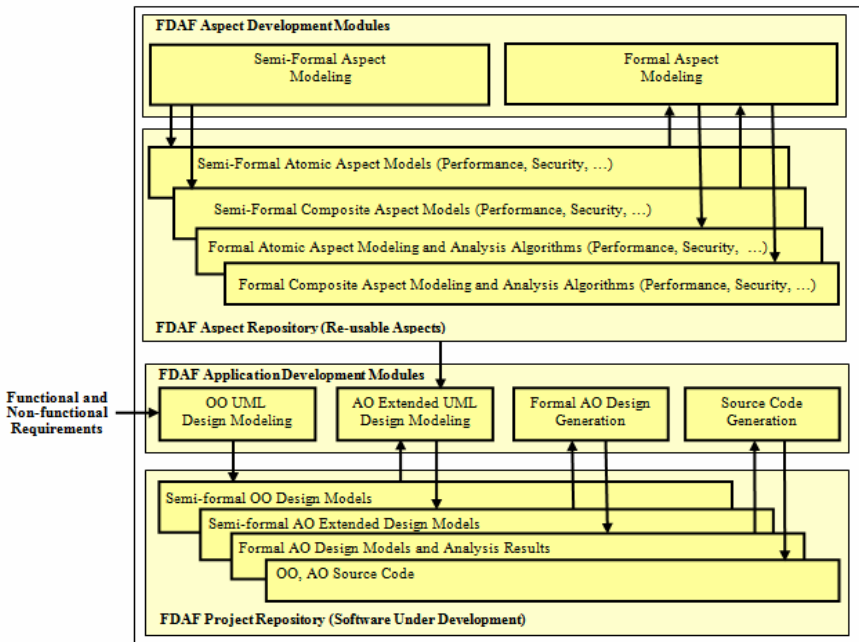 FDAF Aspect Development Modules
Semi-Formal Aspect
Modeling
Formal Aspect
Modeling
Semi-Formal Atomic Aspect Models (Performance, Security, …)
Semi-Formal Composite Aspect Models (Performance, Security, …)
Formal Atomic Aspect Modeling and Analysis Algorithms (Performance, Security, …)
Formal Composite Aspect Modeling and Analysis Algorithms (Performance, Security, …)
FDAF Aspect Repository (Re-usable Aspects)
FDAF Application Development Modules
Functional and
Non-functional
Requirements
OO UML
Design Modeling
AO Extended UML
Design Modeling
Formal AO Design
Generation
Source Code
Generation
Semi-formal OO Design Models
Semi-formal AO Extended Design Models
Formal AO Design Models and Analysis Results
OO, AO Source Code
FDAF Project Repository (Software Under Development)